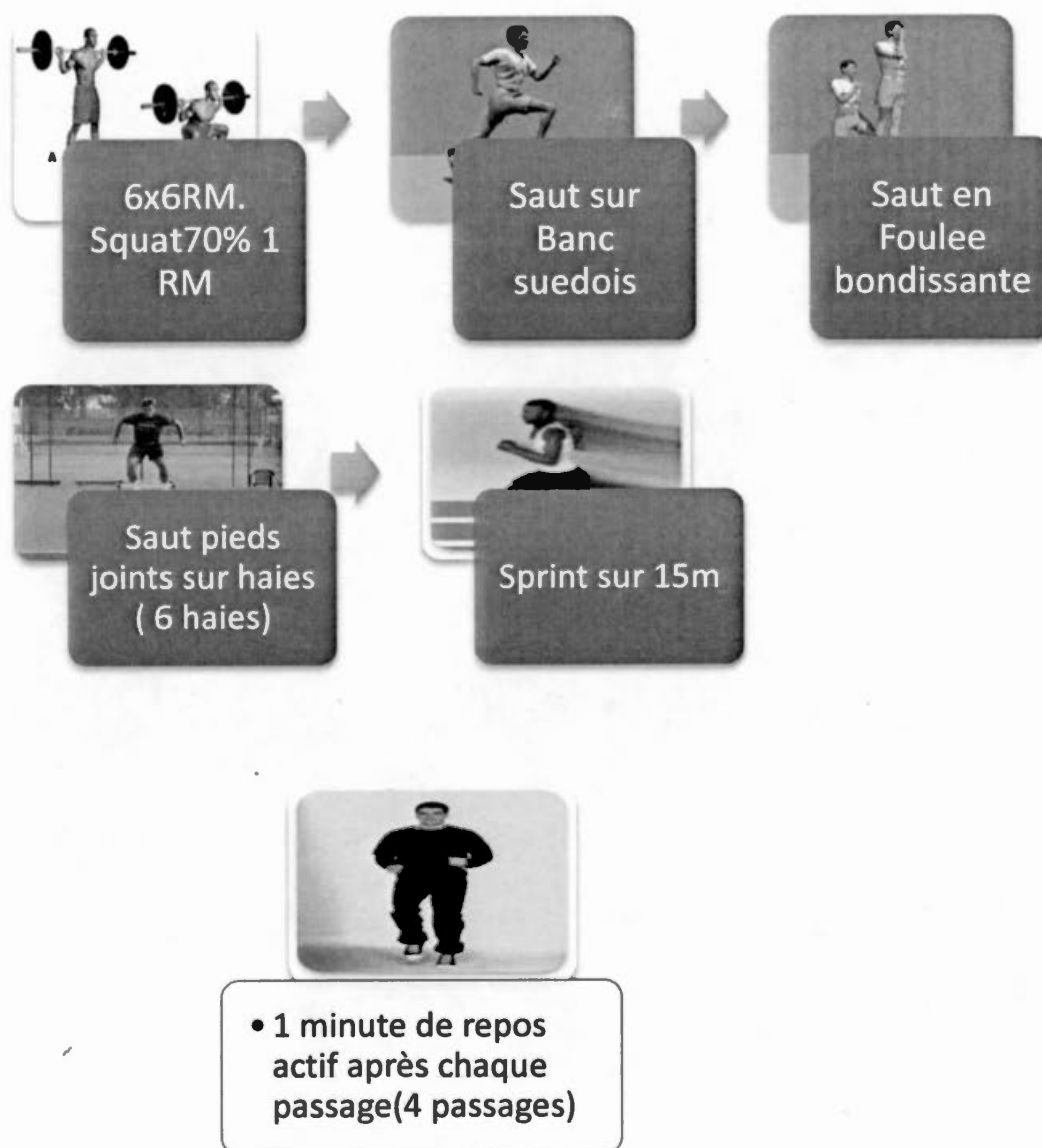 A
6x6RM.
Squat70% 1
RM
Saut sur
Banc
suedois
Saut en
Foulee
bondissante
Saut pieds
joints sur haies
( 6 haies)
Sprint sur 15m
• 1 minute de repos
actif après chaque
passage(4 passages)